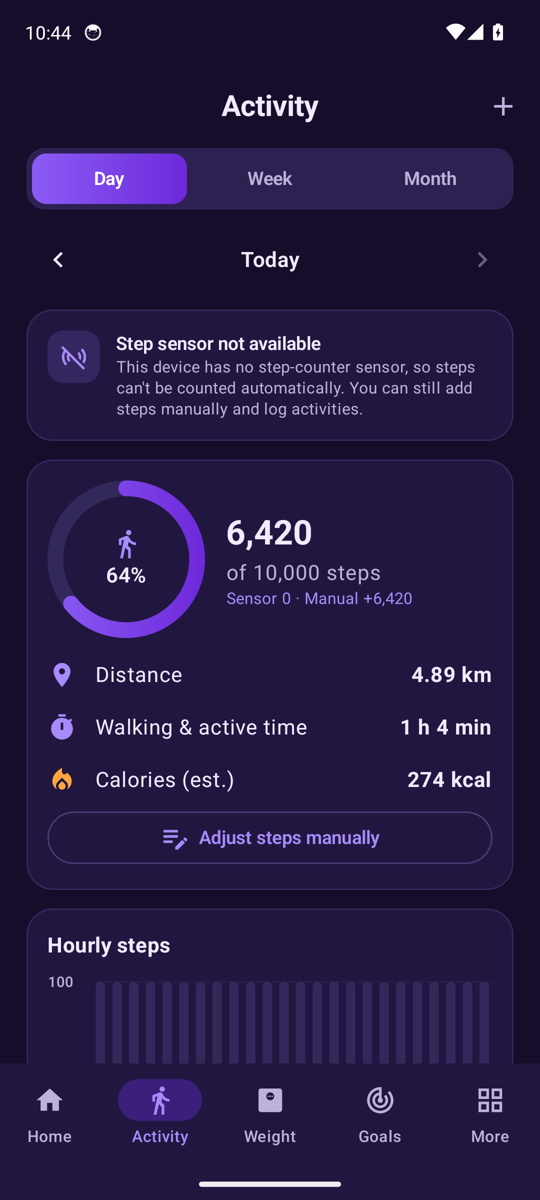 10:44
Activity
Day
Week
Month
Today
Step sensor not available
This device has no step-counter sensor, so steps
can't be counted automatically. You can still add
steps manually and log activities.
64%
6,420
of 10,000 steps
Sensor 0 · Manual +6,420
Distance
4.89 km
Walking & active time
1 h 4 min
Calories (est.)
274 kcal
Adjust steps manually
Hourly steps
100
Home
Activity
Weight
Goals
More